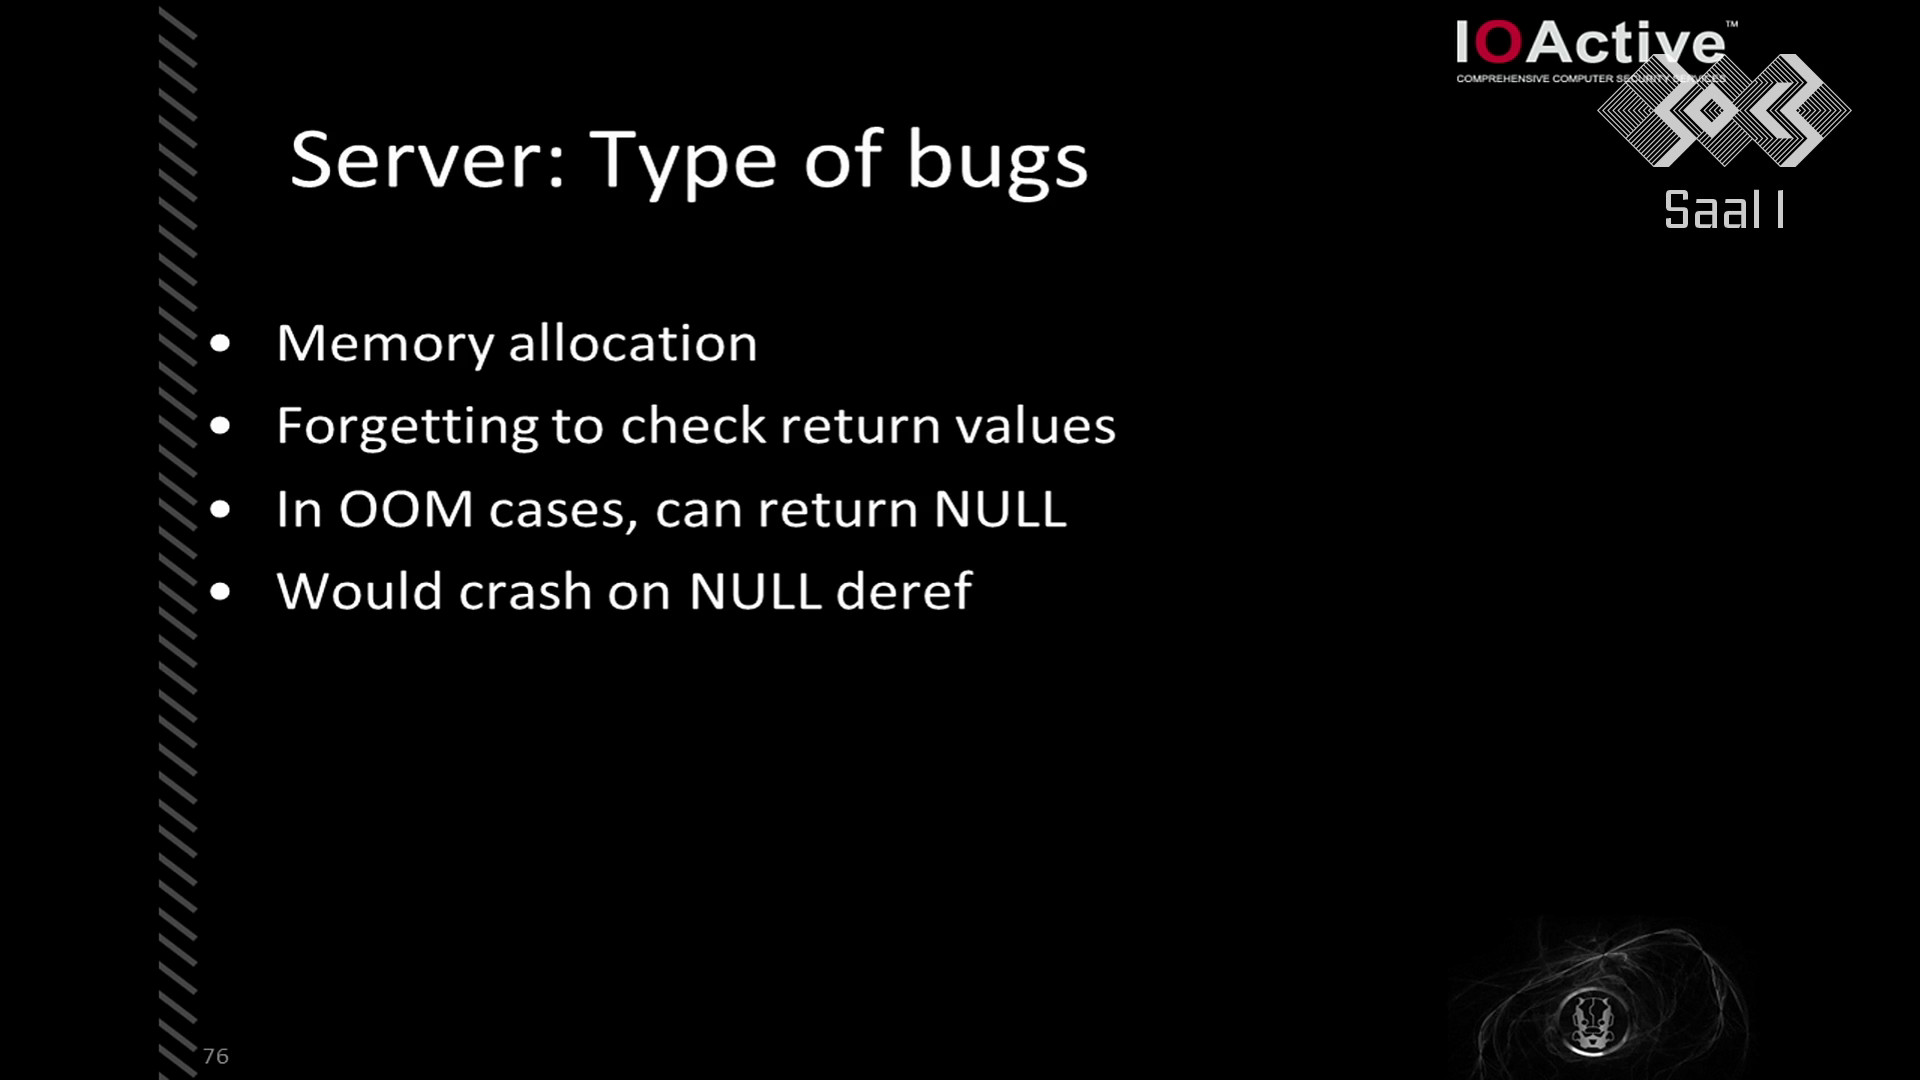 IOActive™
COMPREHENSIVE COMPUTER SECURITY SERVICES
Saal 1
Server: Type of bugs
• Memory allocation
• Forgetting to check return values
• In OOM cases, can return NULL
• Would crash on NULL deref
76